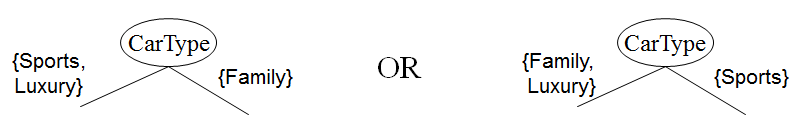 CarType
{Sports,
Luxury}
{Family}
OR
CarType
{Family,
Luxury}
{Sports}